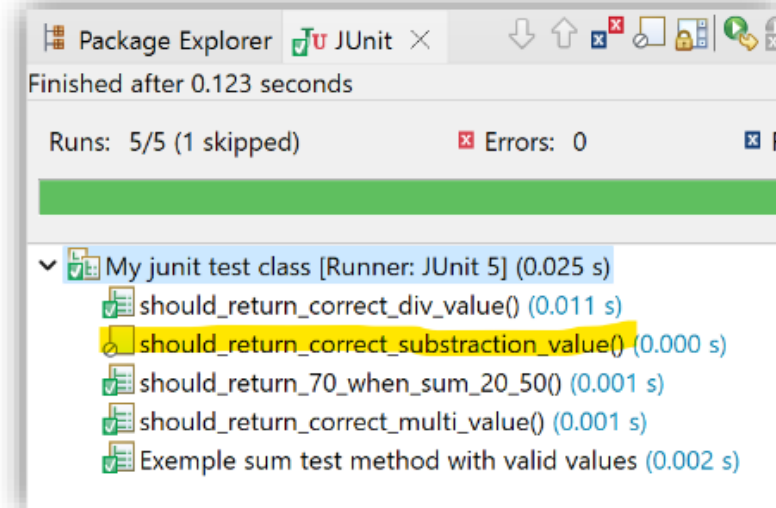 Package Explorer JUnit
Finished after 0.123 seconds
Runs: 5/5 (1 skipped) Errors: 0
My junit test class [Runner: JUnit 5] (0.025 s)
should_return_correct_div_value() (0.011 s)
should_return_correct_substraction_value() (0.000 s)
should_return_70_when_sum_20_50() (0.001 s)
should_return_correct_multi_value() (0.001 s)
Exemple sum test method with valid values (0.002 s)